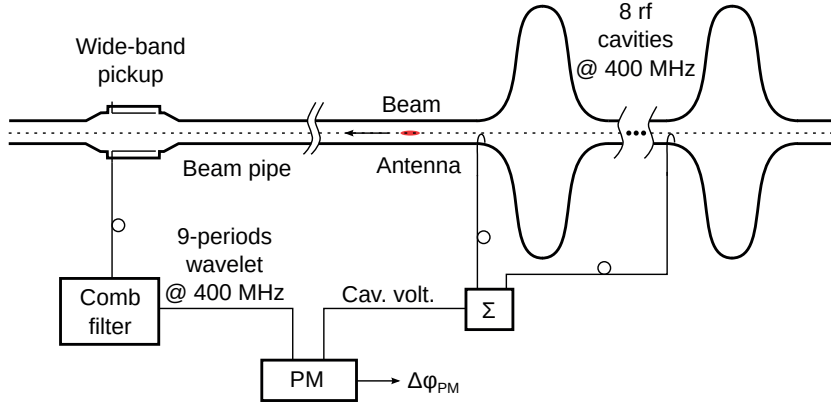 8 rf
cavities
@ 400 MHz
Wide-band
pickup
Beam
Beam pipe
Antenna
9-periods
wavelet
@ 400 MHz
Comb
filter
Cav. volt.
Σ
PM
Δφ_PM